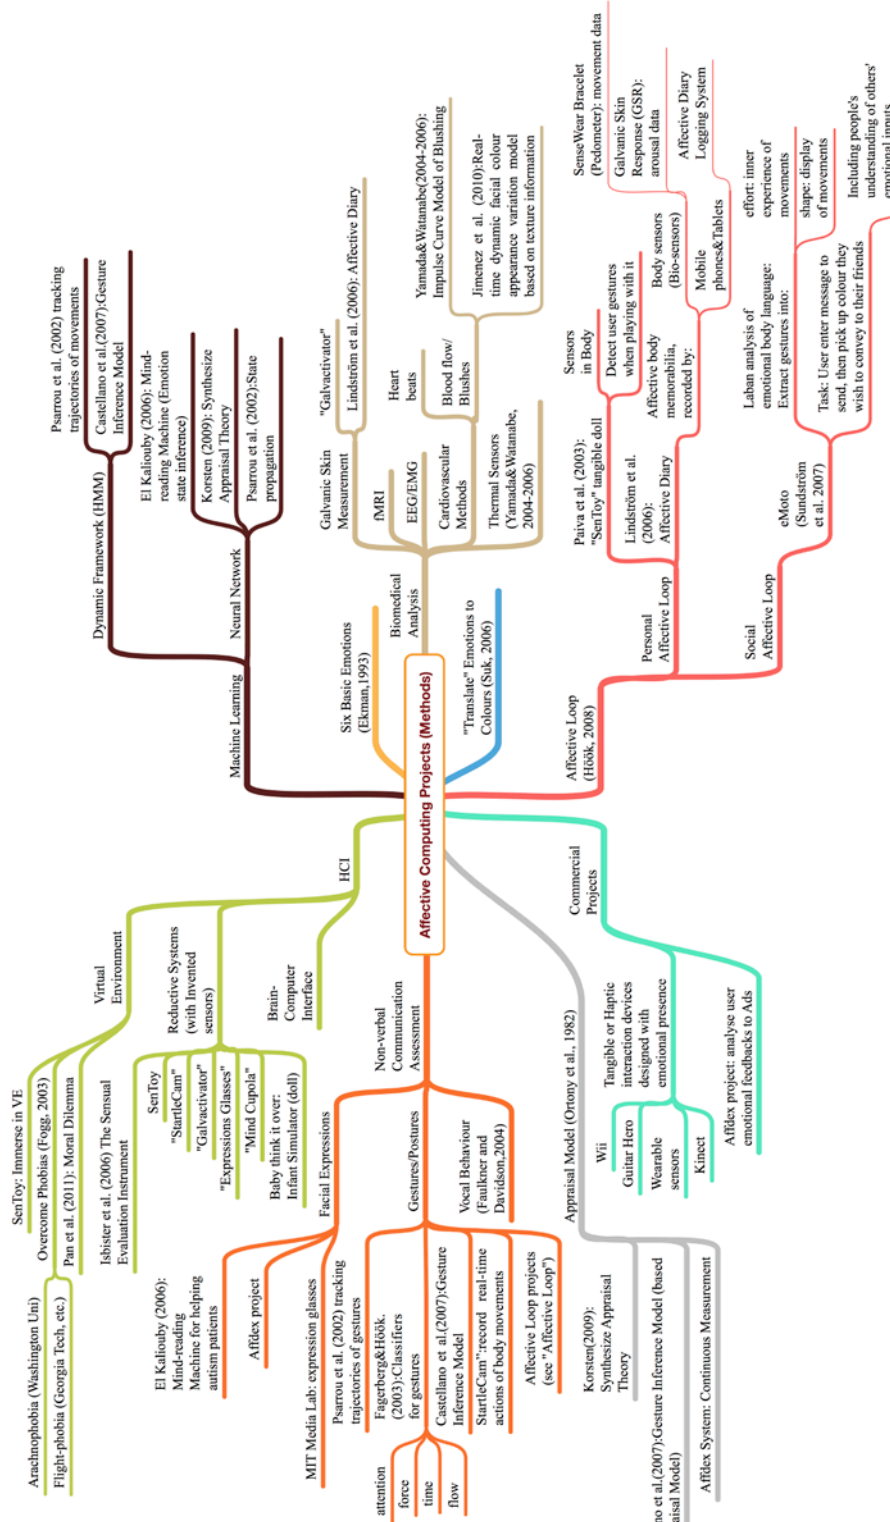 Affective Computing Projects (Methods)
Machine Learning
Dynamic Framework (HMM)
Psarrou et al. (2002) tracking
trajectories of movements
Castellano et al.(2007):Gesture
Inference Model
Neural Network
El Kaliouby (2006): Mind-
reading Machine (Emotion
state inference)
Korsten (2009): Synthesize
Appraisal Theory
Psarrou et al. (2002):State
propagation
Six Basic Emotions
(Ekman,1993)
Biomedical
Analysis
Galvanic Skin
Measurement
"Galvactivator"
Lindström et al. (2006): Affective Diary
fMRI
EEG/EMG
Cardiovascular
Methods
Heart
beats
Blood flow/
Blushes
Yamada&Watanabe(2004-2006):
Impulse Curve Model of Blushing
Jimenez et al. (2010):Real-
time dynamic facial colour
appearance variation model
based on texture information
Thermal Sensors
(Yamada&Watanabe,
2004-2006)
"Translate" Emotions to
Colours (Suk, 2006)
Affective Loop
(Höök, 2008)
Personal
Affective Loop
Paiva et al. (2003):
"SenToy" tangible doll
Sensors
in Body
Detect user gestures
when playing with it
Lindström et al.
(2006):
Affective Diary
Affective body
memorabilia,
recorded by:
Body sensors
(Bio-sensors)
SenseWear Bracelet
(Pedometer): movement data
Galvanic Skin
Response (GSR):
arousal data
Mobile
phones&Tablets
Affective Diary
Logging System
Social
Affective Loop
eMoto
(Sundström
et al. 2007)
Laban analysis of
emotional body language:
Extract gestures into:
effort: inner
experience of
movements
shape: display
of movements
Task: User enter message to
send, then pick up colour they
wish to convey to their friends
Including people's
understanding of others'
emotional inputs
HCI
Virtual
Environment
SenToy: Immerse in VE
Overcome Phobias (Fogg, 2003)
Arachnophobia (Washington Uni)
Flight-phobia (Georgia Tech, etc.)
Pan et al. (2011): Moral Dilemma
Reductive Systems
(with Invented
sensors)
Isbister et al. (2006) The Sensual
Evaluation Instrument
SenToy
"StartleCam"
"Galvactivator"
"Expressions Glasses"
"Mind Cupola"
Baby think it over:
Infant Simulator (doll)
Brain-
Computer
Interface
Non-verbal
Communication
Assessment
Facial Expressions
El Kaliouby (2006):
Mind-reading
Machine for helping
autism patients
Affdex project
MIT Media Lab: expression glasses
Gestures/Postures
Psarrou et al. (2002) tracking
trajectories of gestures
Fagerberg&Höök.
(2003):Classifiers
for gestures
attention
force
time
flow
Castellano et al.(2007):Gesture
Inference Model
StartleCam":record real-time
actions of body movements
Affective Loop projects
(see "Affective Loop")
Vocal Behaviour
(Faulkner and
Davidson,2004)
Appraisal Model (Ortony et al., 1982)
Korsten(2009):
Synthesize Appraisal
Theory
no et al.(2007):Gesture Inference Model (based
aisal Model)
Affdex System: Continuous Measurement
Commercial
Projects
Tangible or Haptic
interaction devices
designed with
emotional presence
Wii
Guitar Hero
Wearable
sensors
Kinect
Affdex project: analyse user
emotional feedbacks to Ads